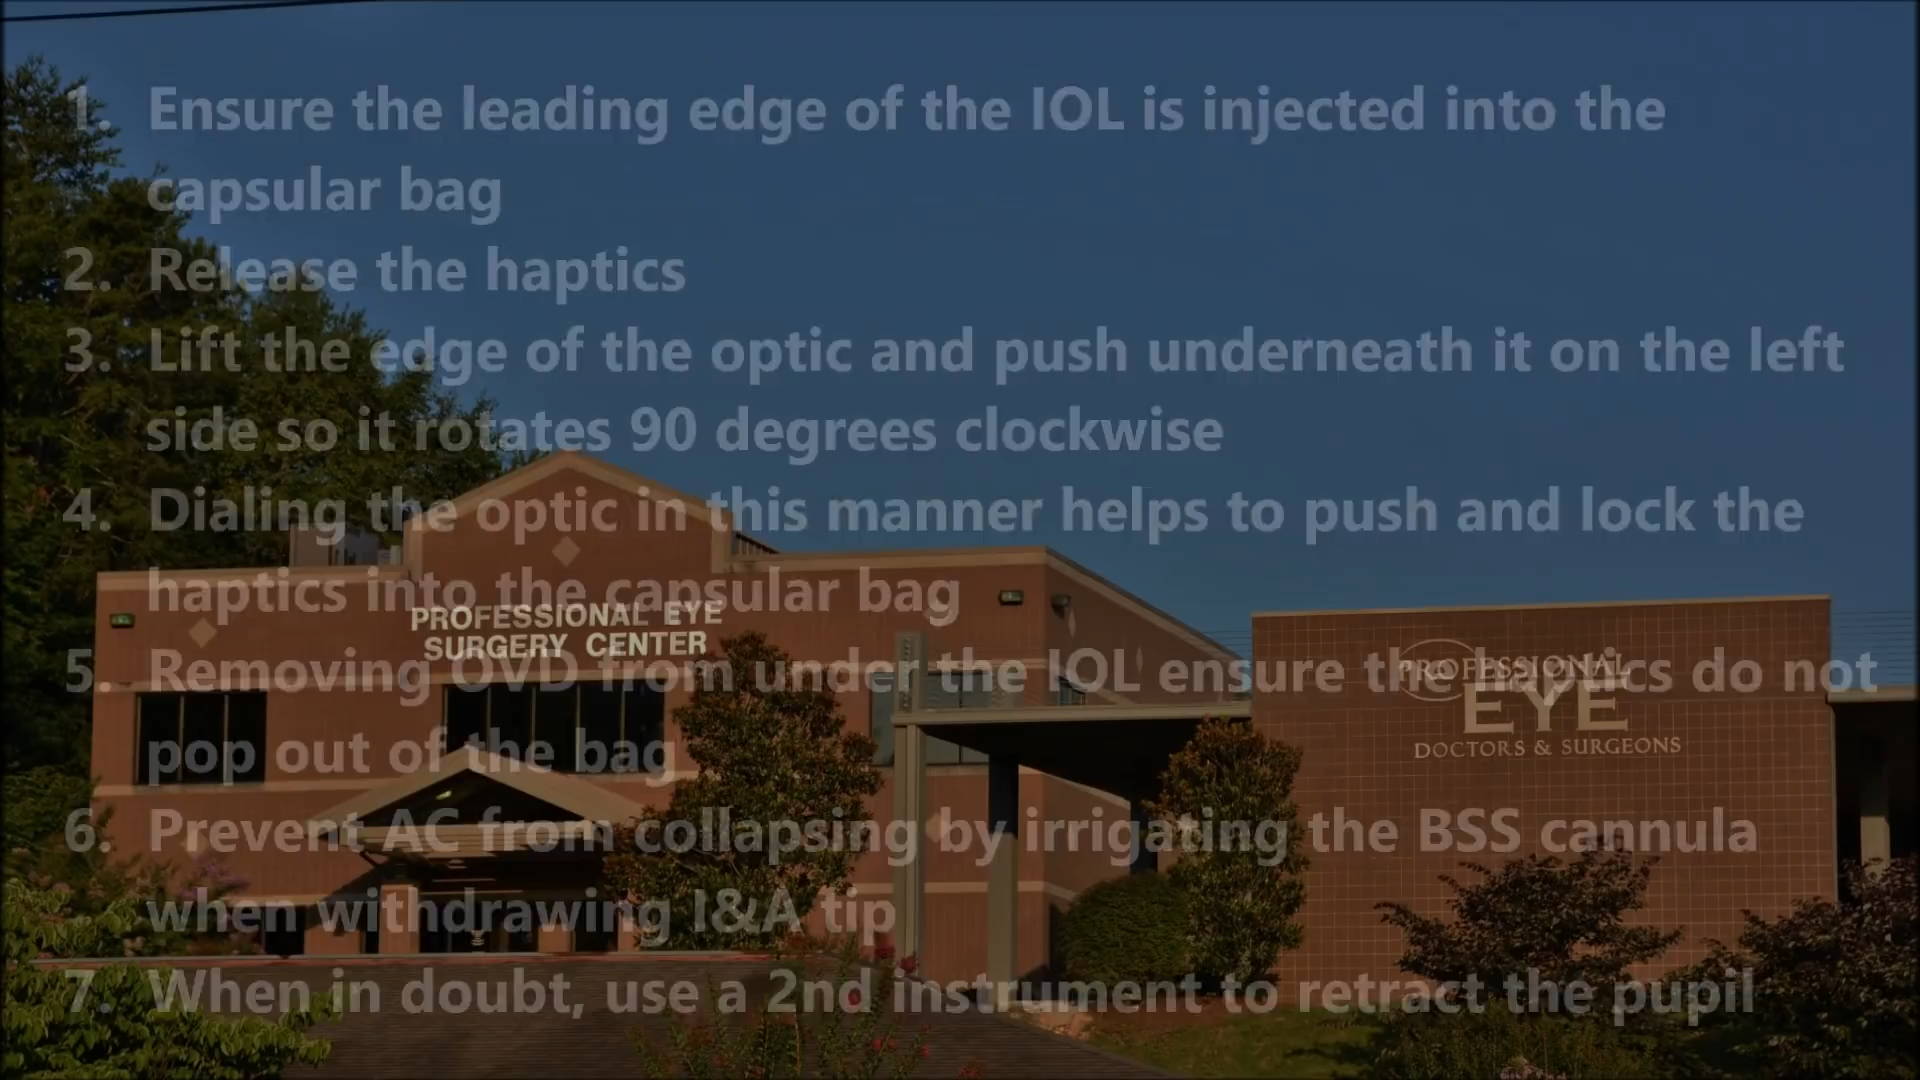 1. Ensure the leading edge of the IOL is injected into the
capsular bag
2. Release the haptics
3. Lift the edge of the optic and push underneath it on the left
side so it rotates 90 degrees clockwise
4. Dialing the optic in this manner helps to push and lock the
haptics into the capsular bag
PROFESSIONAL EYE
SURGERY CENTER
5. Removing OVD from under the IOL ensure the haptics do not
pop out of the bag
PROFESSIONAL
EYE
DOCTORS & SURGEONS
6. Prevent AC from collapsing by irrigating the BSS cannula
when withdrawing I&A tip
7. When in doubt, use a 2nd instrument to retract the pupil